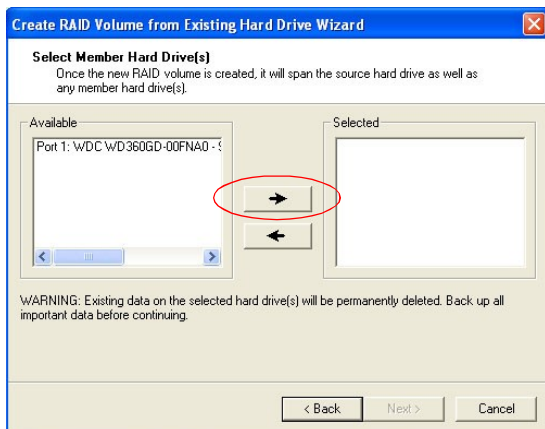 Create RAID Volume from Existing Hard Drive Wizard
Select Member Hard Drive(s)
Once the new RAID volume is created, it will span the source hard drive as well as
any member hard drive(s).
Available
Selected
Port 1: WDC WD360GD-00FNA0 -
WARNING: Existing data on the selected hard drive(s) will be permanently deleted. Back up all
important data before continuing.
< Back
Next >
Cancel